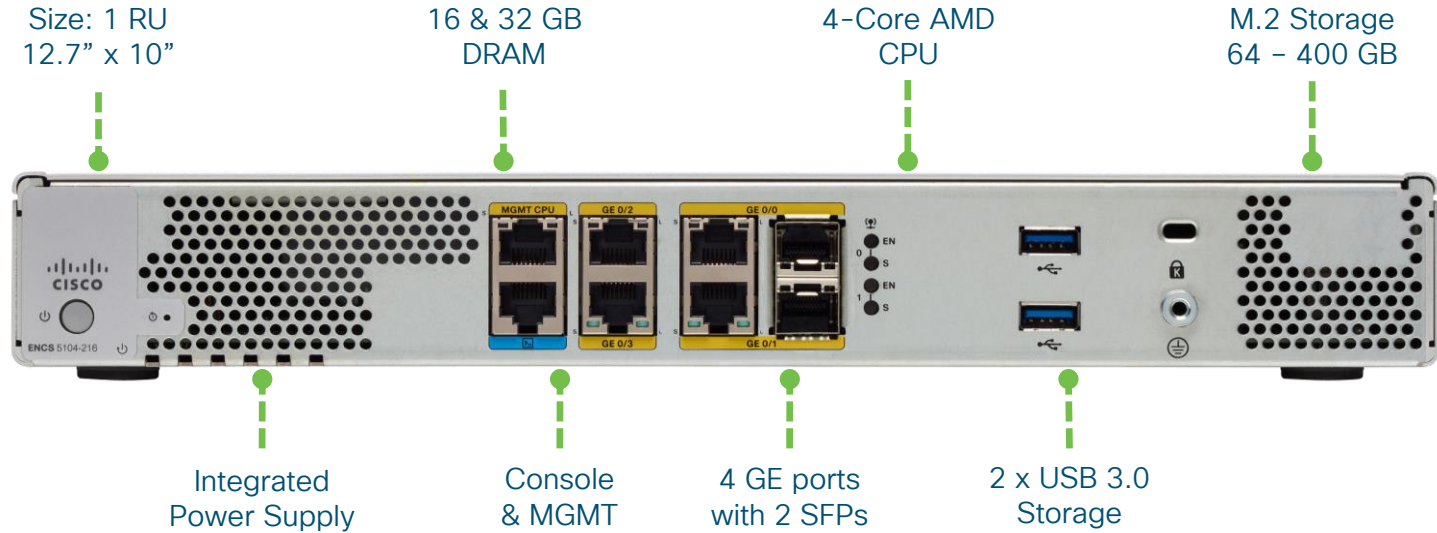 Size: 1 RU
12.7” x 10”
16 & 32 GB
DRAM
4-Core AMD
CPU
M.2 Storage
64 – 400 GB
MGMT CPU
GE 0/2
GE 0/0
S
L
S
L
S
L
EN
0
S
EN
1
S
CISCO
K
ENCS 5104-216
S
L
S
L
GE 0/3
GE 0/1
Integrated
Power Supply
Console
& MGMT
4 GE ports
with 2 SFPs
2 x USB 3.0
Storage